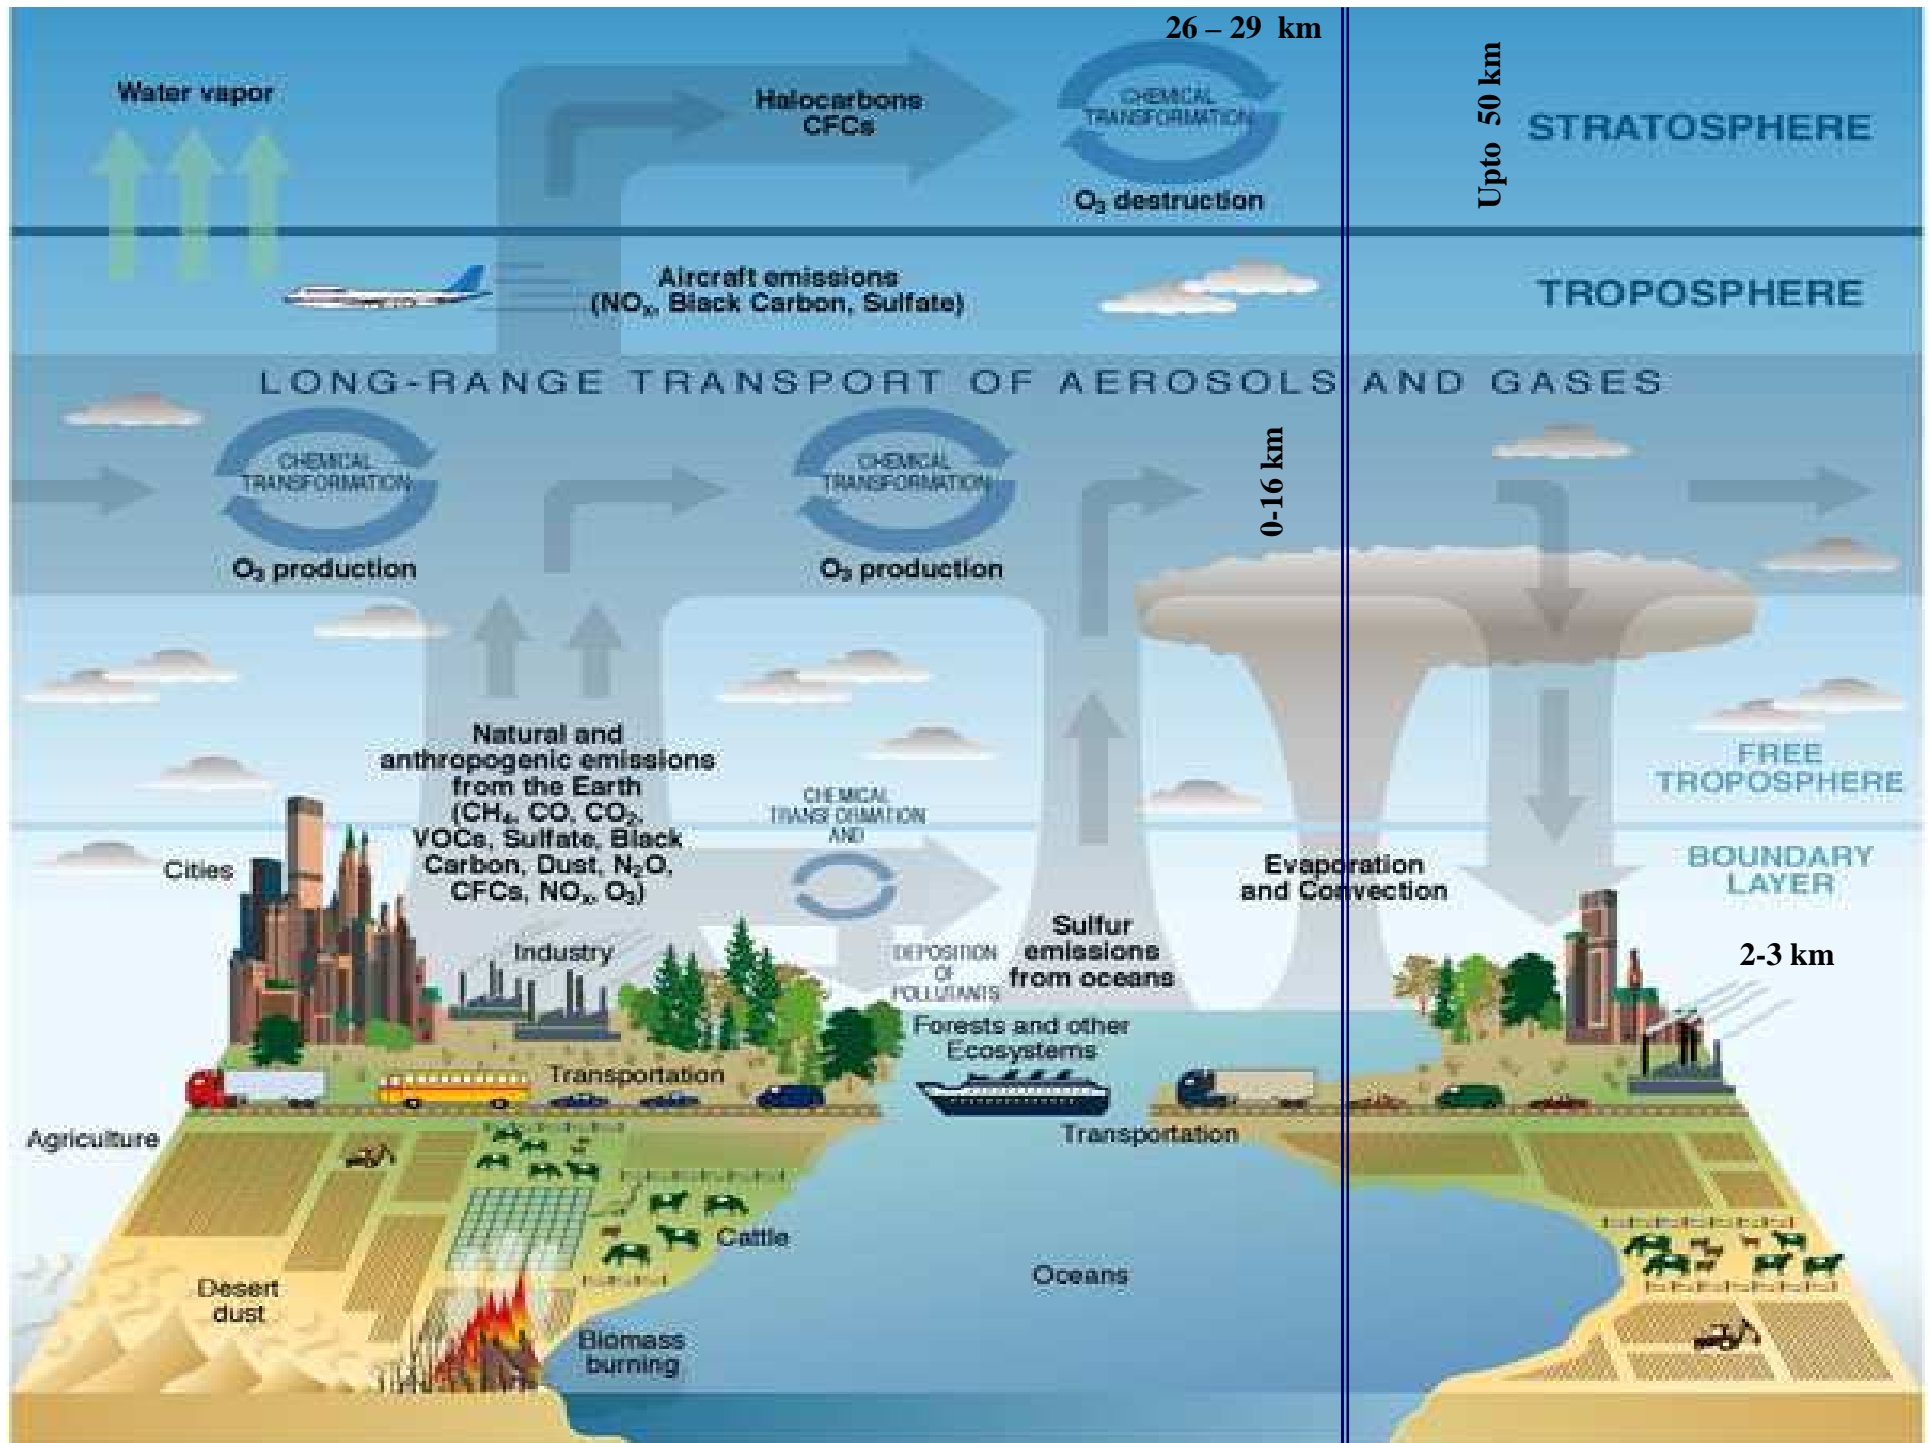 26 – 29 km
Upto 50 km
Water vapor
Halocarbons
CFCs
CHEMICAL
TRANSFORMATION
O₃ destruction
STRATOSPHERE
Aircraft emissions
(NOₓ, Black Carbon, Sulfate)
TROPOSPHERE
LONG-RANGE TRANSPORT OF AEROSOLS AND GASES
0-16 km
CHEMICAL
TRANSFORMATION
O₃ production
CHEMICAL
TRANSFORMATION
O₃ production
Natural and
anthropogenic emissions
from the Earth
(CH₄, CO, CO₂,
VOCs, Sulfate, Black
Carbon, Dust, N₂O,
CFCs, NOₓ, O₃)
CHEMICAL
TRANSFORMATION
AND
FREE
TROPOSPHERE
BOUNDARY
LAYER
Cities
Evaporation
and Convection
Industry
DEPOSITION
OF
POLLUTANTS
Sulfur
emissions
from oceans
2-3 km
Forests and other
Ecosystems
Transportation
Agriculture
Transportation
Cattle
Desert
dust
Oceans
Biomass
burning